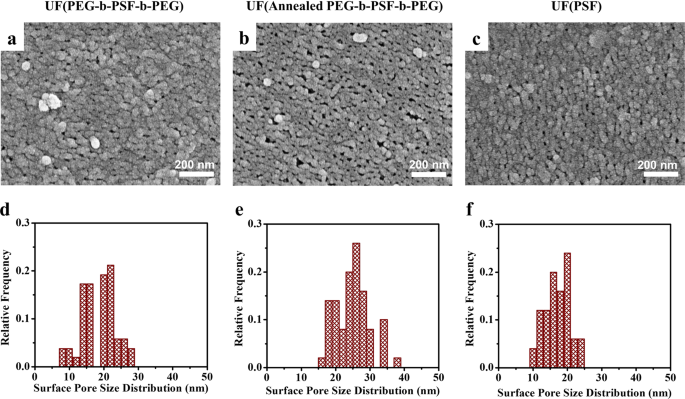 UF(PEG-b-PSF-b-PEG)
UF(Annealed PEG-b-PSF-b-PEG)
UF(PSF)
a
b
c
200 nm
200 nm
200 nm
d
e
f
0.3
0.2
0.1
0.0
Relative Frequency
0
10
20
30
40
50
Surface Pore Size Distribution (nm)
0.3
0.2
0.1
0.0
Relative Frequency
0
10
20
30
40
50
Surface Pore Size Distribution (nm)
0.3
0.2
0.1
0.0
Relative Frequency
0
10
20
30
40
50
Surface Pore Size Distribution (nm)